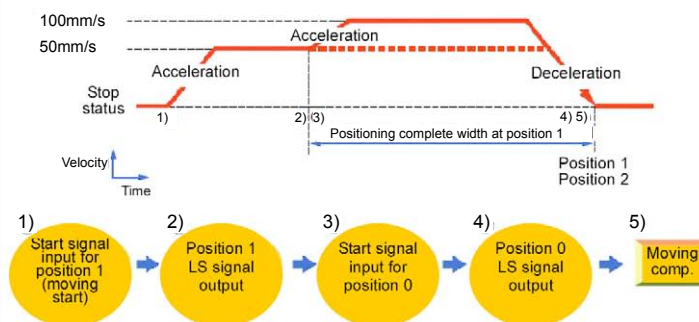 100mm/s
50mm/s
Acceleration
Acceleration
Deceleration
Stop
status
1)
2) 3)
4) 5)
Positioning complete width at position 1
Velocity
Time
Position 1
Position 2
1)
Start signal
input for
position 1
(moving
start)
2)
Position 1
LS signal
output
3)
Start signal
input for
position 0
4)
Position 0
LS signal
output
5)
Moving
comp.